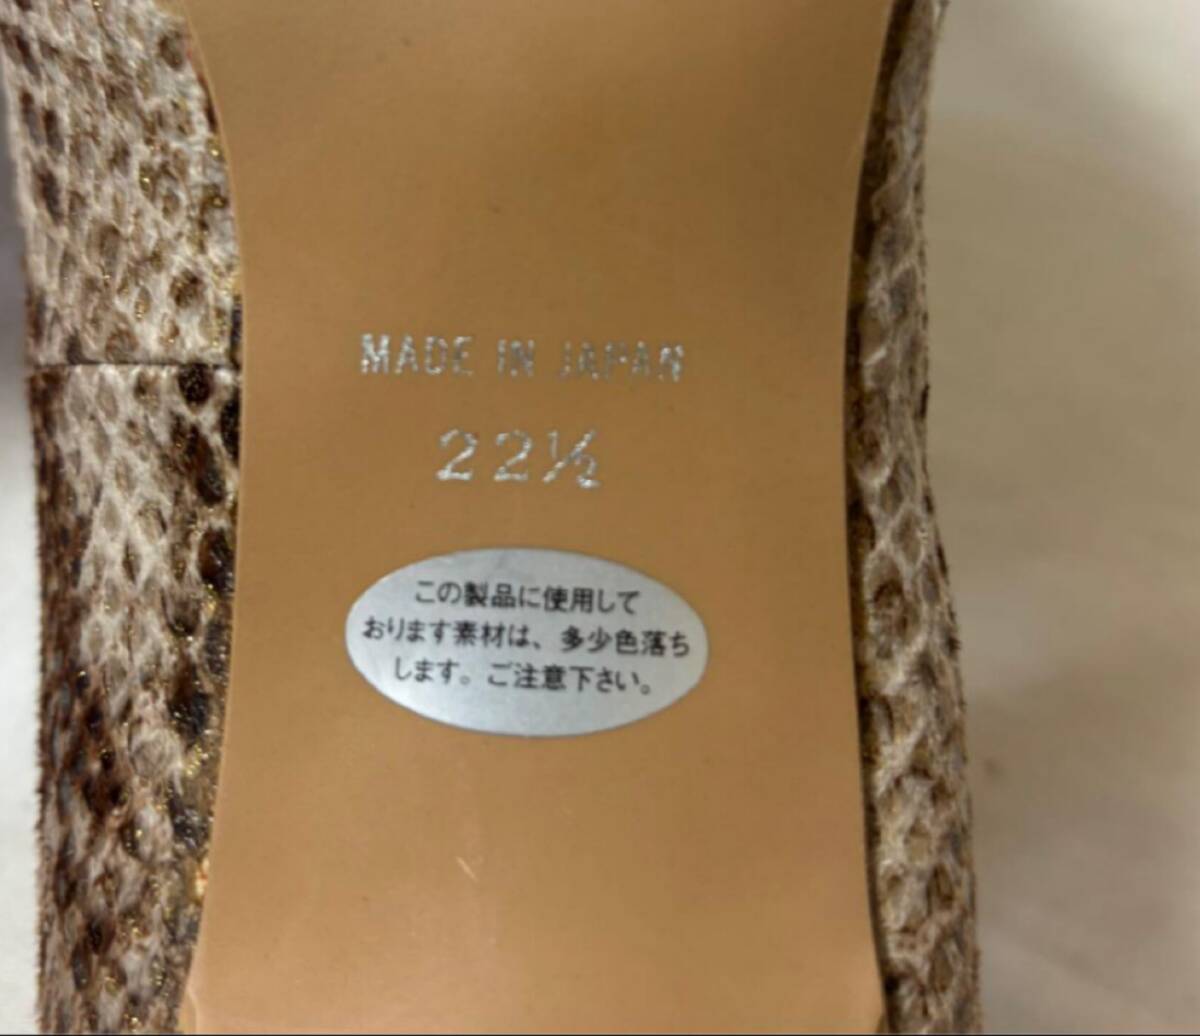 MADE IN JAPAN
22½
この製品に使用して
おります素材は、多少色落ち
します。ご注意下さい。